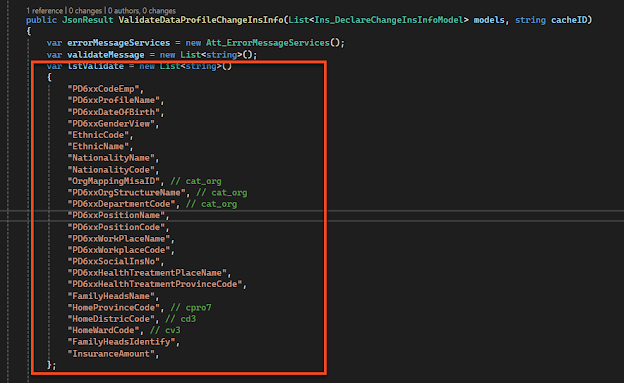 1 reference | 0 changes | 0 authors, 0 changes
public JsonResult ValidateDataProfileChangeInsInfo(List<Ins_DeclareChangeInsInfoModel> models, string cacheID)
{
var errorMessageServices = new Att_ErrorMessageServices();
var validateMessage = new List<string>();
var lstValidate = new List<string>()
{
"PD6xxCodeEmp",
"PD6xxProfileName",
"PD6xxDateOfBirth",
"PD6xxGenderView",
"EthnicCode",
"EthnicName",
"NationalityName",
"NationalityCode",
"OrgMappingMisaID", // cat_org
"PD6xxOrgStructureName", // cat_org
"PD6xxDepartmentCode", // cat_org
"PD6xxPositionName",
"PD6xxPositionCode",
"PD6xxWorkPlaceName",
"PD6xxWorkplaceCode",
"PD6xxSocialInsNo",
"PD6xxHealthTreatmentPlaceName",
"PD6xxHealthTreatmentProvinceCode",
"FamilyHeadsName",
"HomeProvinceCode", // cpro7
"HomeDistricCode", // cd3
"HomeWardCode", // cv3
"FamilyHeadsIdentify",
"InsuranceAmount",
};